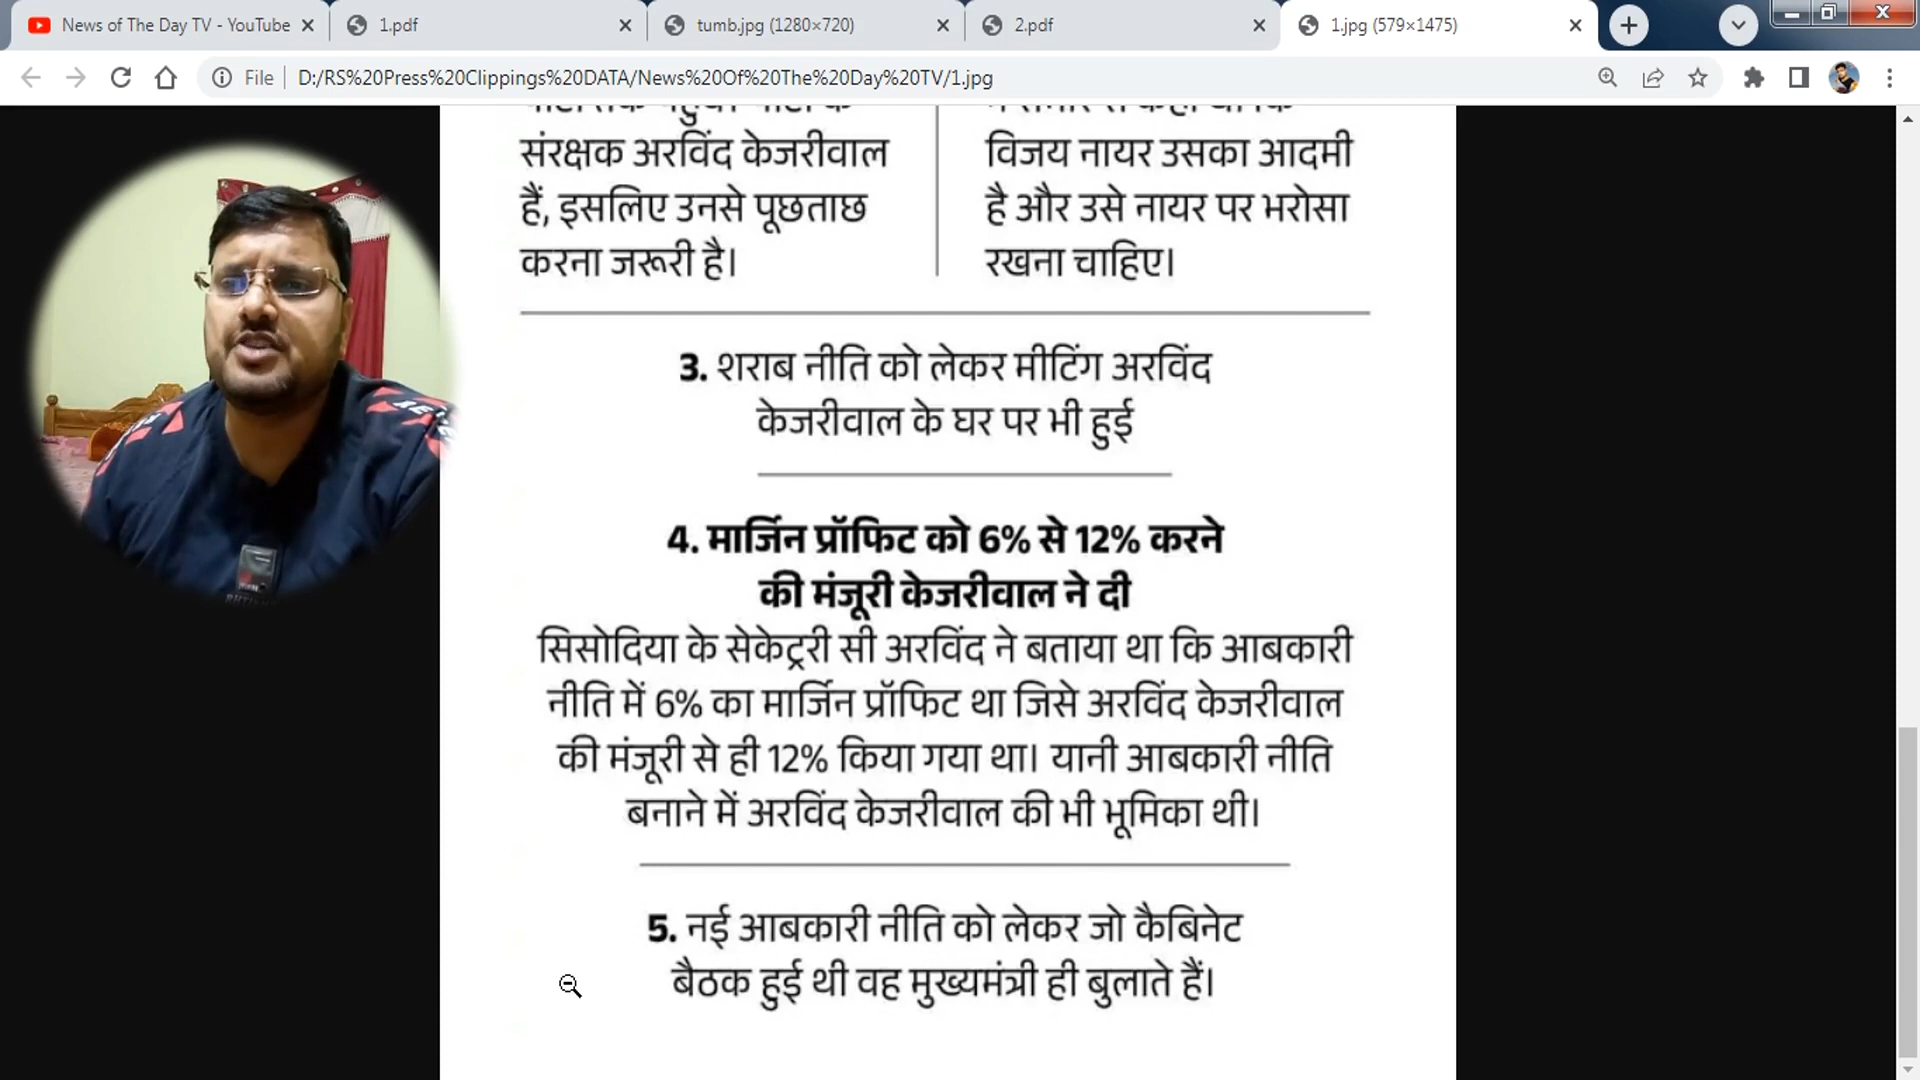 News of The Day TV - YouTube
1.pdf
tumb.jpg (1280×720)
2.pdf
1.jpg (579×1475)
File
D:/RS%20Press%20Clippings%20DATA/News%20Of%20The%20Day%20TV/1.jpg
संरक्षक अरविंद केजरीवाल
हैं, इसलिए उनसे पूछताछ
करना जरूरी है।
विजय नायर उसका आदमी
है और उसे नायर पर भरोसा
रखना चाहिए।
3. शराब नीति को लेकर मीटिंग अरविंद
केजरीवाल के घर पर भी हुई
4. मार्जिन प्रॉफिट को 6% से 12% करने
की मंजूरी केजरीवाल ने दी
सिसोदिया के सेकेट्ररी सी अरविंद ने बताया था कि आबकारी
नीति में 6% का मार्जिन प्रॉफिट था जिसे अरविंद केजरीवाल
की मंजूरी से ही 12% किया गया था। यानी आबकारी नीति
बनाने में अरविंद केजरीवाल की भी भूमिका थी।
5. नई आबकारी नीति को लेकर जो कैबिनेट
बैठक हुई थी वह मुख्यमंत्री ही बुलाते हैं।